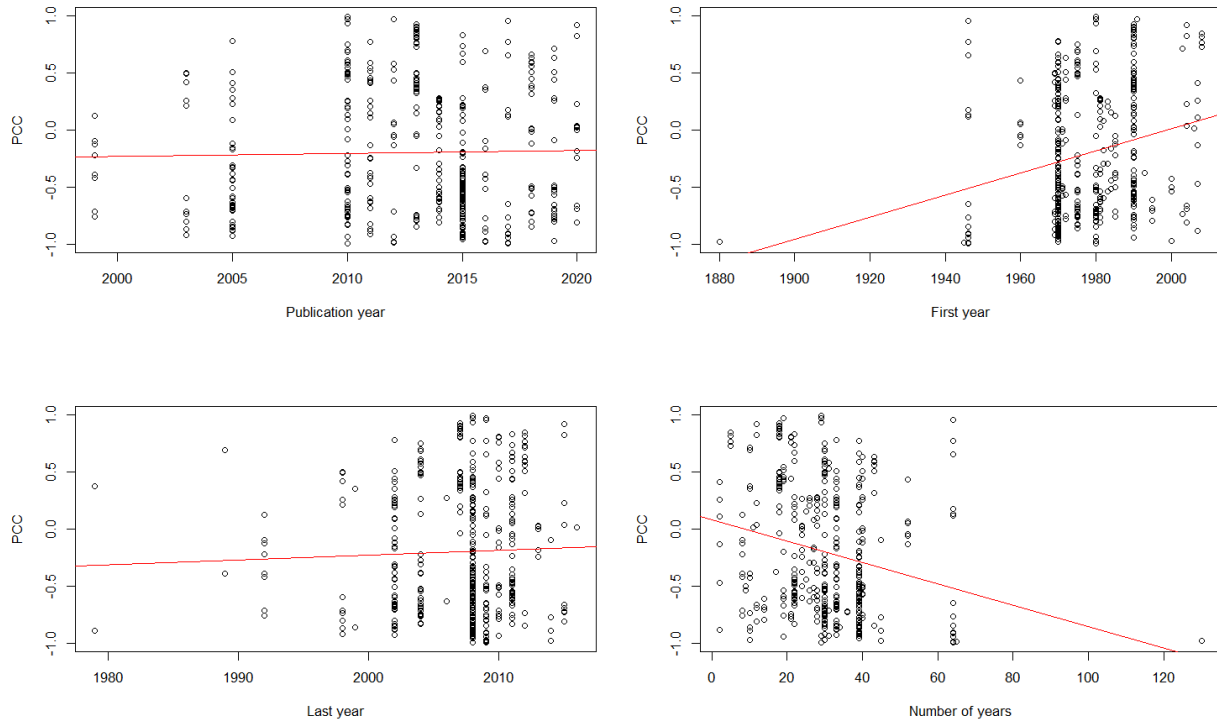 PCC
1.0
0.5
0.0
-0.5
-1.0
2000 2005 2010 2015 2020
Publication year
PCC
1.0
0.5
0.0
-0.5
-1.0
1880 1900 1920 1940 1960 1980 2000
First year
PCC
1.0
0.5
0.0
-0.5
-1.0
1980 1990 2000 2010
Last year
PCC
1.0
0.5
0.0
-0.5
-1.0
0 20 40 60 80 100 120
Number of years